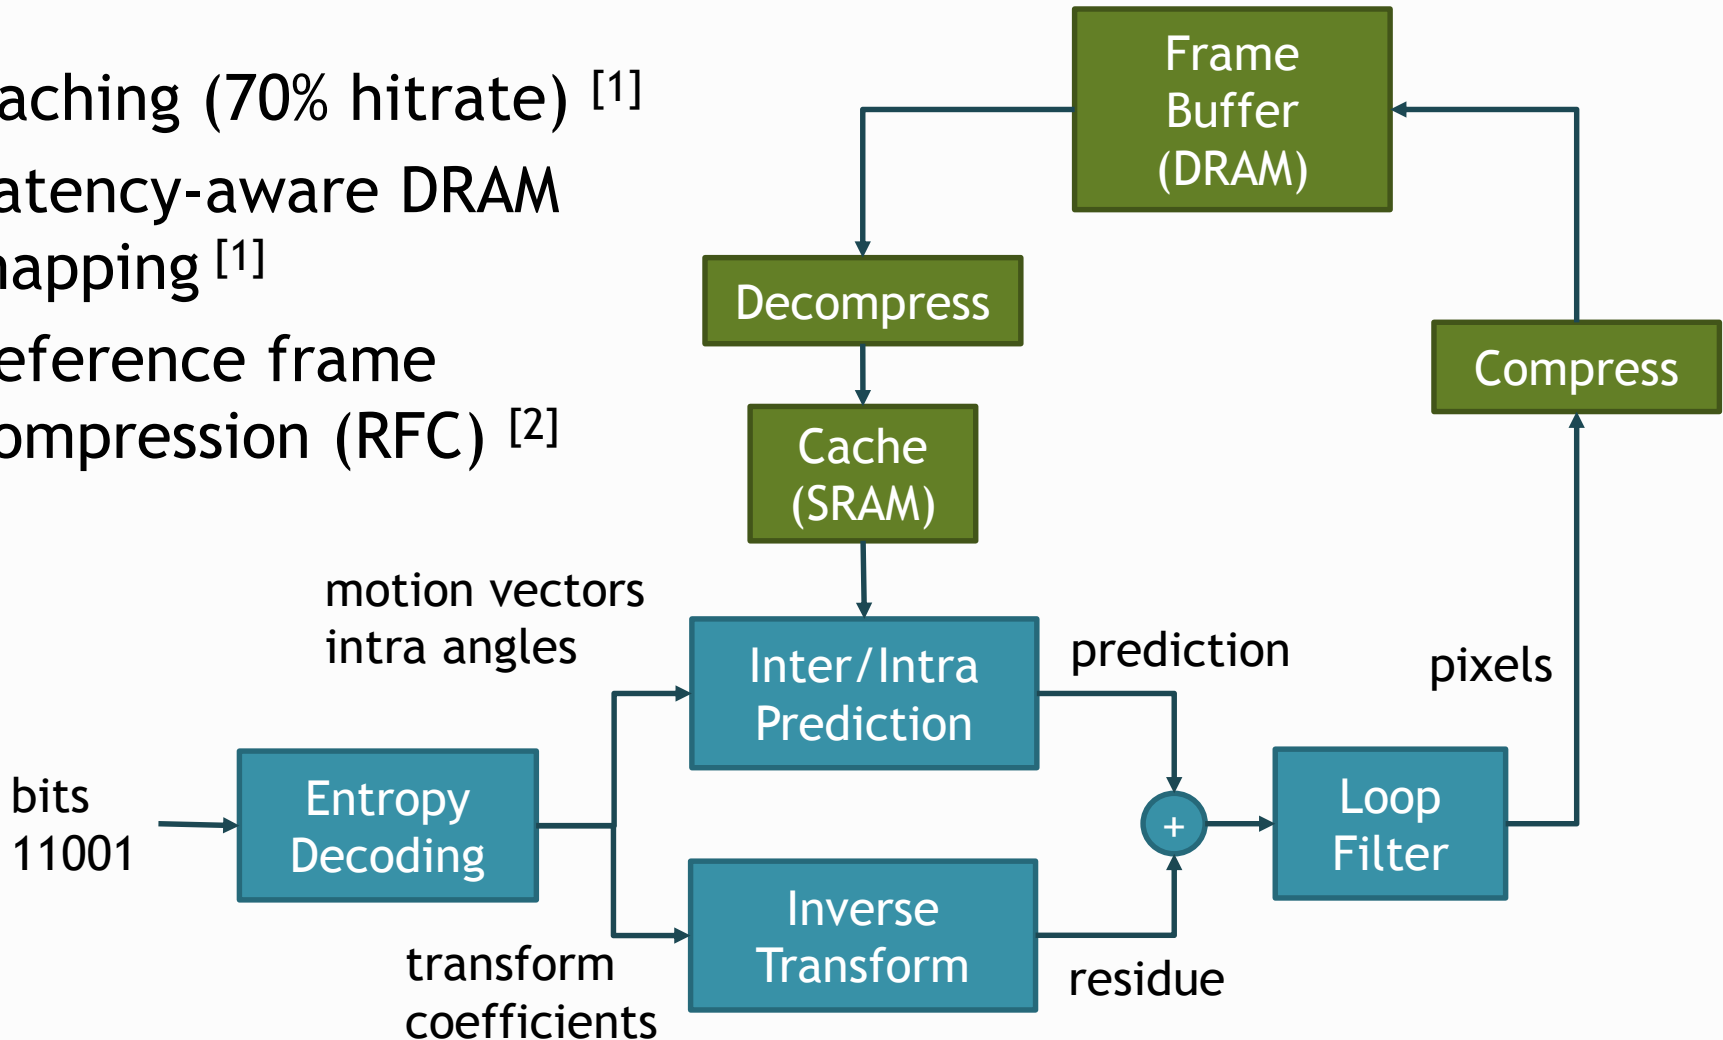 aching (70% hitrate) [1]
atency-aware DRAM
apping [1]
eference frame
ompression (RFC) [2]
Frame
Buffer
(DRAM)
Decompress
Compress
Cache
(SRAM)
motion vectors
intra angles
Inter/Intra
Prediction
prediction
pixels
bits
11001
Entropy
Decoding
+
Loop
Filter
Inverse
Transform
transform
coefficients
residue